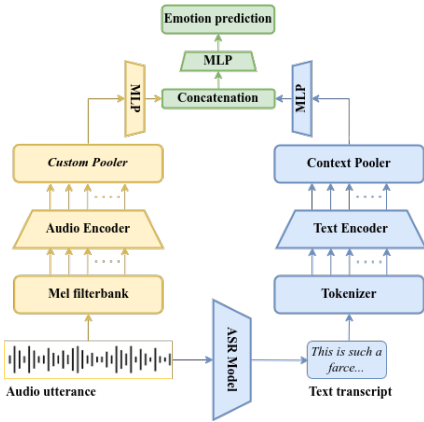 Emotion prediction
MLP
Concatenation
MLP
MLP
Custom Pooler
Context Pooler
Audio Encoder
Text Encoder
Mel filterbank
Tokenizer
ASR Model
This is such a
farce...
Audio utterance
Text transcript